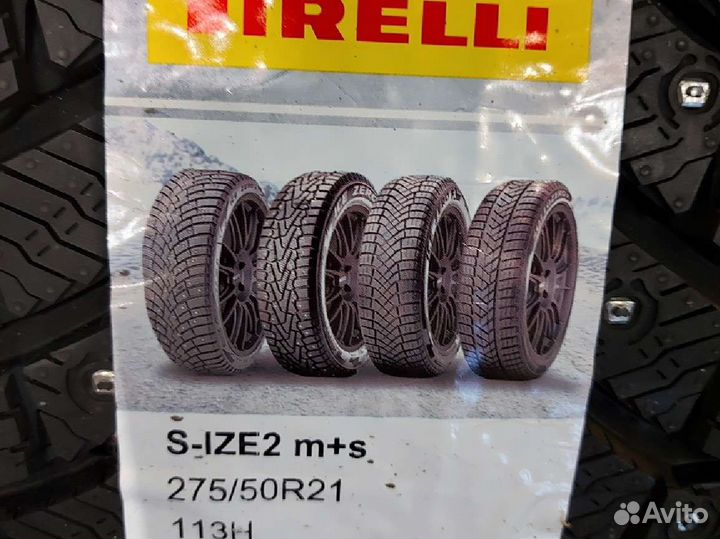 PIRELLI
S-IZE2 m+s
275/50R21
113H
Avito